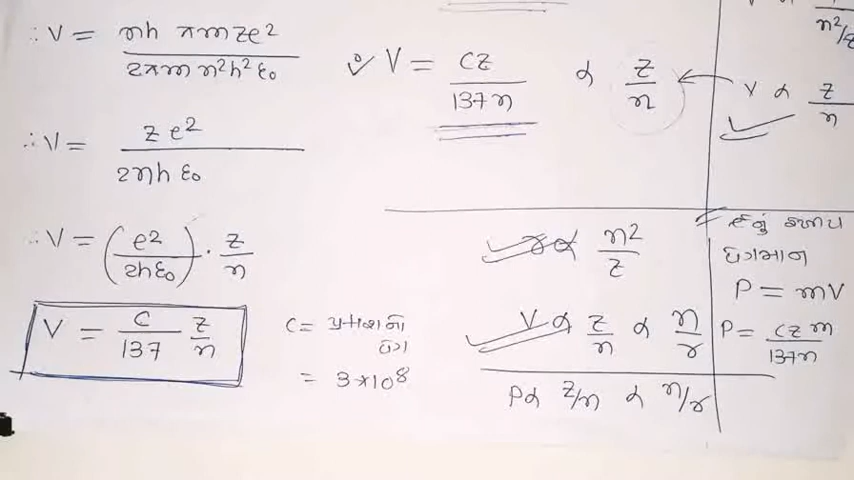 ∴ V = nh πmze² / 2πm n²h² ε₀
∴ V = ze² / 2nh ε₀
∴ V = (e² / 2hε₀) · z/n
V = c/137 z/n
c = પ્રકાશનો
વેગ
= 3*10⁸
V = cz / 137n ∝ z/n
n²/z
V ∝ z/n
r ∝ n²/z
V ∝ z/n ∝ n/r
P ∝ z/n ∝ n/r
વેગમાન
P = mV
P = czm / 137n